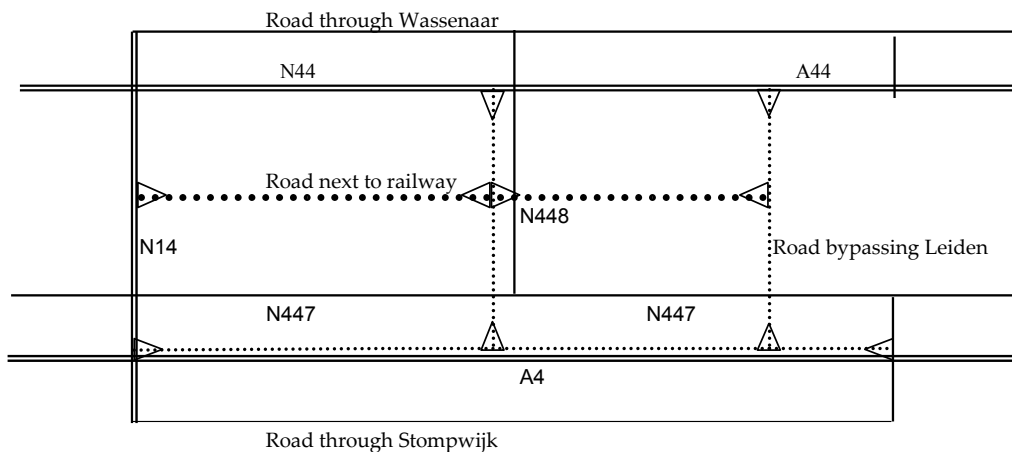 Road through Wassenaar
N44
A44
Road next to railway
N448
N14
Road bypassing Leiden
N447
N447
A4
Road through Stompwijk